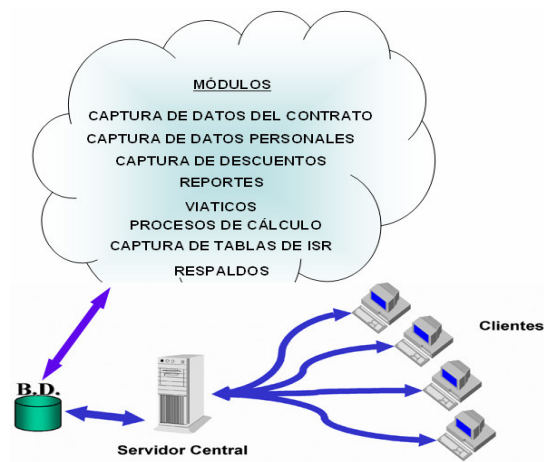 MÓDULOS
CAPTURA DE DATOS DEL CONTRATO
CAPTURA DE DATOS PERSONALES
CAPTURA DE DESCUENTOS
REPORTES
VIATICOS
PROCESOS DE CÁLCULO
CAPTURA DE TABLAS DE ISR
RESPALDOS
Clientes
B.D.
Servidor Central